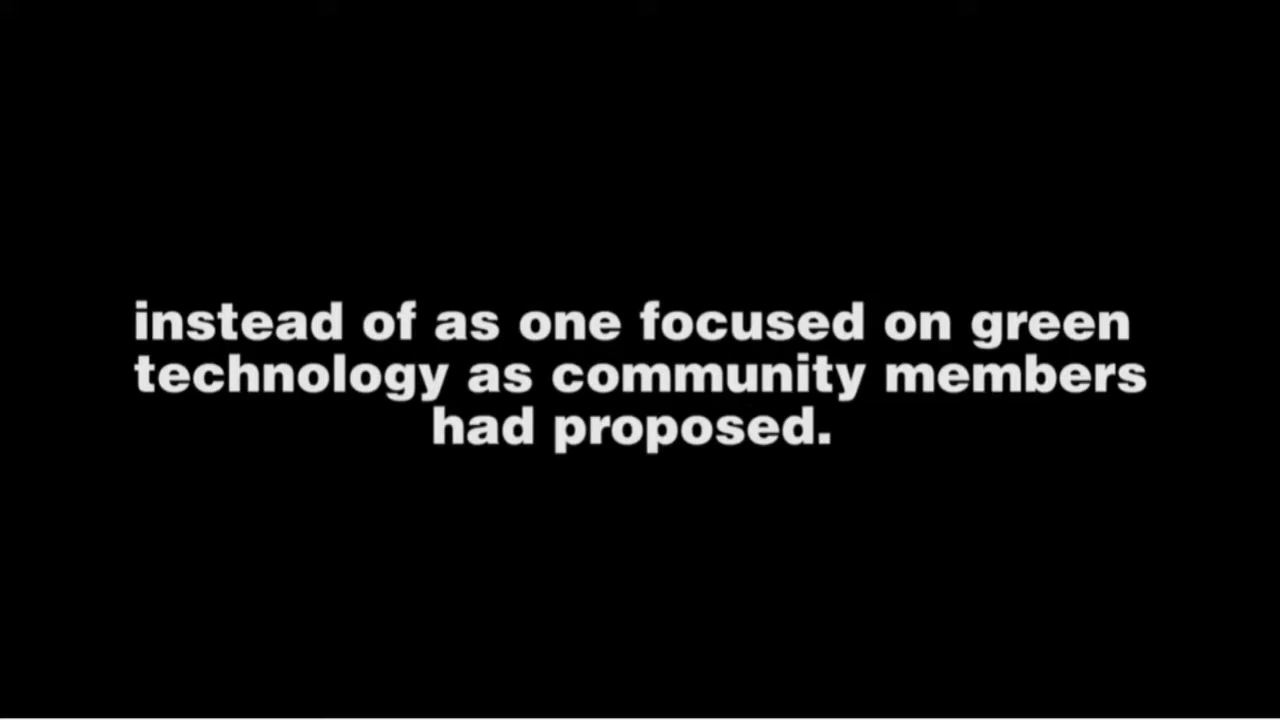 instead of as one focused on green
technology as community members
had proposed.